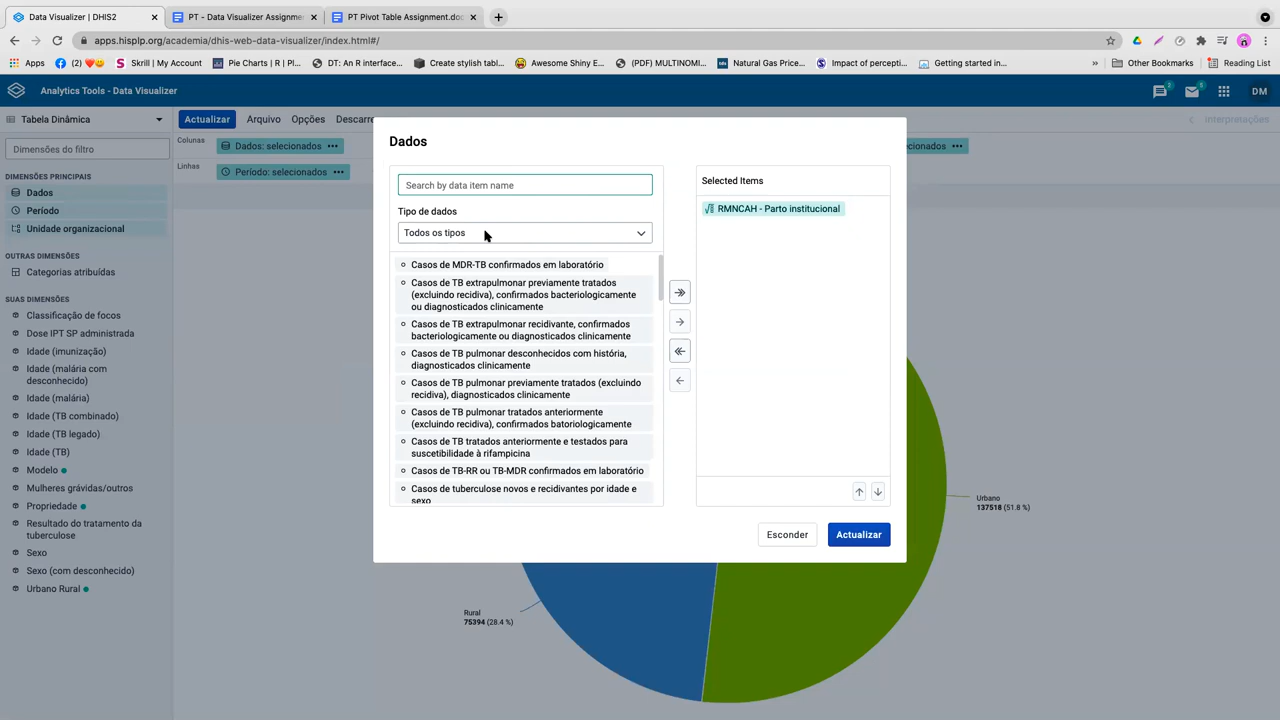 Data Visualizer | DHIS2
PT - Data Visualizer Assignme
PT Pivot Table Assignment.doc
apps.hisplp.org/academia/dhis-web-data-visualizer/index.html#/
Apps
(2)
Skrill | My Account
Pie Charts | R | Pl...
DT: An R interface...
Create stylish tabl...
Awesome Shiny E...
(PDF) MULTINOMI...
Natural Gas Price...
Impact of percepti...
Getting started in...
»
Other Bookmarks
Reading List
Analytics Tools - Data Visualizer
2
5
DM
Tabela Dinâmica
Actualizar
Arquivo
Opções
Descarre
Interpretações
Dimensões do filtro
Colunas
Dados: selecionados
cionados
Linhas
Período: selecionados
DIMENSÕES PRINCIPAIS
Dados
Período
Unidade organizacional
OUTRAS DIMENSÕES
Categorias atribuídas
SUAS DIMENSÕES
Classificação de focos
Dose IPT SP administrada
Idade (imunização)
Idade (malária com
desconhecido)
Idade (malária)
Idade (TB combinado)
Idade (TB legado)
Idade (TB)
Modelo
Mulheres grávidas/outros
Propriedade
Resultado do tratamento da
tuberculose
Sexo
Sexo (com desconhecido)
Urbano Rural
Dados
Search by data item name
Tipo de dados
Todos os tipos
Casos de MDR-TB confirmados em laboratório
Casos de TB extrapulmonar previamente tratados
(excluindo recidiva), confirmados bacteriologicamente
ou diagnosticados clinicamente
Casos de TB extrapulmonar recidivante, confirmados
bacteriologicamente ou diagnosticados clinicamente
Casos de TB pulmonar desconhecidos com história,
diagnosticados clinicamente
Casos de TB pulmonar previamente tratados (excluindo
recidiva), diagnosticados clinicamente
Casos de TB pulmonar tratados anteriormente
(excluindo recidiva), confirmados batoriologicamente
Casos de TB tratados anteriormente e testados para
suscetibilidade à rifampicina
Casos de TB-RR ou TB-MDR confirmados em laboratório
Casos de tuberculose novos e recidivantes por idade e
sexo
Selected Items
RMNCAH - Parto institucional
Esconder
Actualizar
Urbano
137518 (51.8 %)
Rural
75394 (28.4 %)